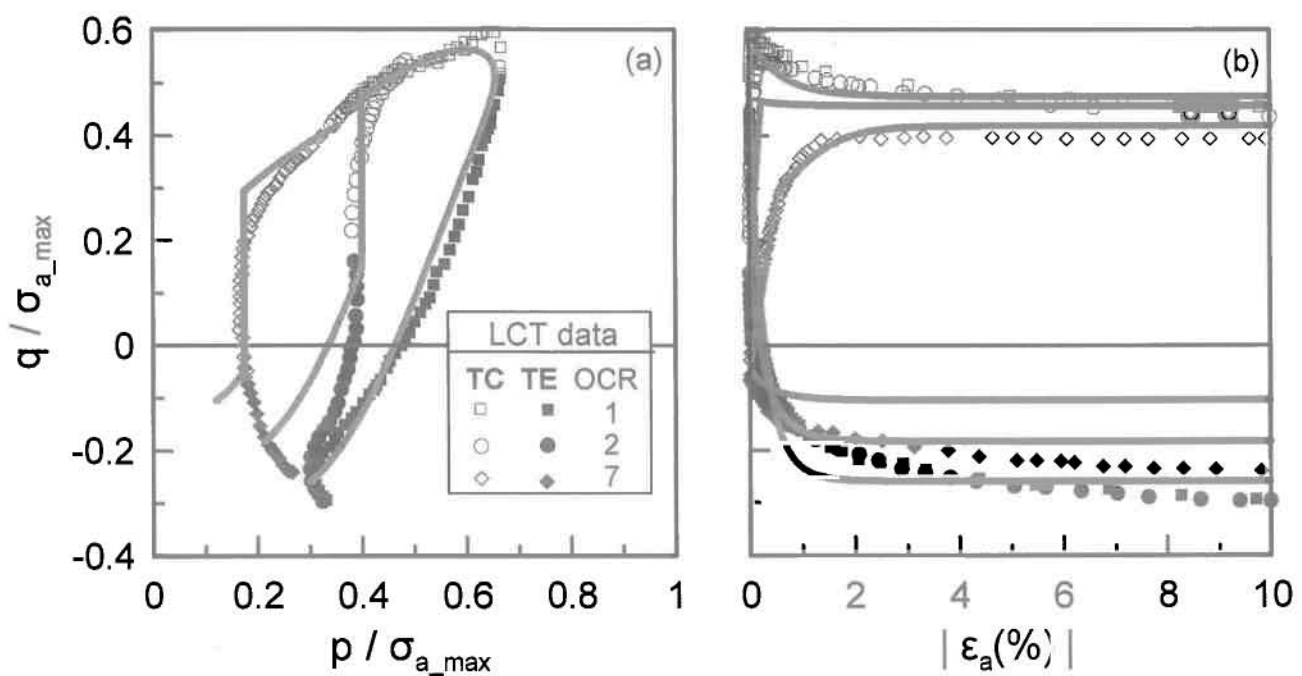 (a)
(b)
0.6
0.4
0.2
0
-0.2
-0.4
q / σa_max
LCT data
TC TE OCR
1
2
7
0 0.2 0.4 0.6 0.8 1
p / σa_max
0 2 4 6 8 10
| εa(%) |